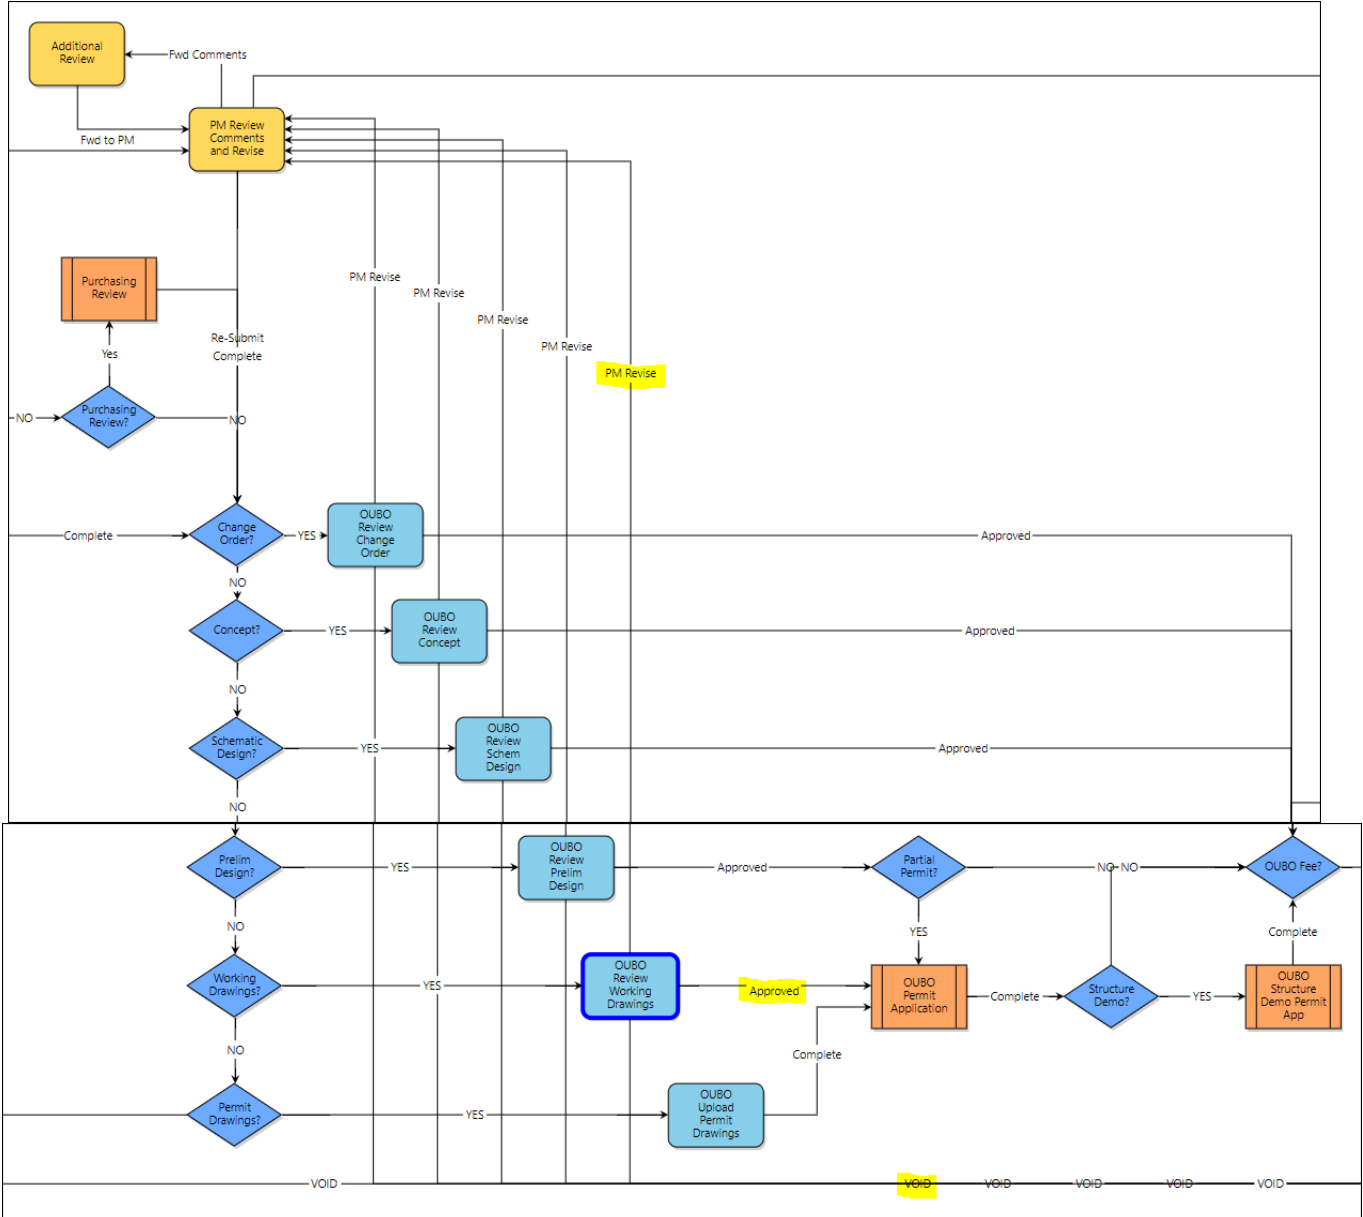 Additional
Review
Fwd Comments
PM Review
Comments
and Revise
Fwd to PM
PM Revise
PM Revise
PM Revise
PM Revise
PM Revise
Purchasing
Review
Yes
Re-Submit
Complete
NO
Purchasing
Review?
NO
Complete
Change
Order?
YES
OUBO
Review
Change
Order
Approved
NO
Concept?
YES
OUBO
Review
Concept
Approved
NO
Schematic
Design?
YES
OUBO
Review
Schem
Design
Approved
NO
Prelim
Design?
YES
OUBO
Review
Prelim
Design
Approved
Partial
Permit?
NO
NO
OUBO Fee?
NO
YES
Complete
Working
Drawings?
YES
OUBO
Review
Working
Drawings
Approved
OUBO
Permit
Application
Complete
Structure
Demo?
YES
OUBO
Structure
Demo Permit
App
NO
Complete
Permit
Drawings?
YES
OUBO
Upload
Permit
Drawings
VOID
VOID
VOID
VOID
VOID
VOID